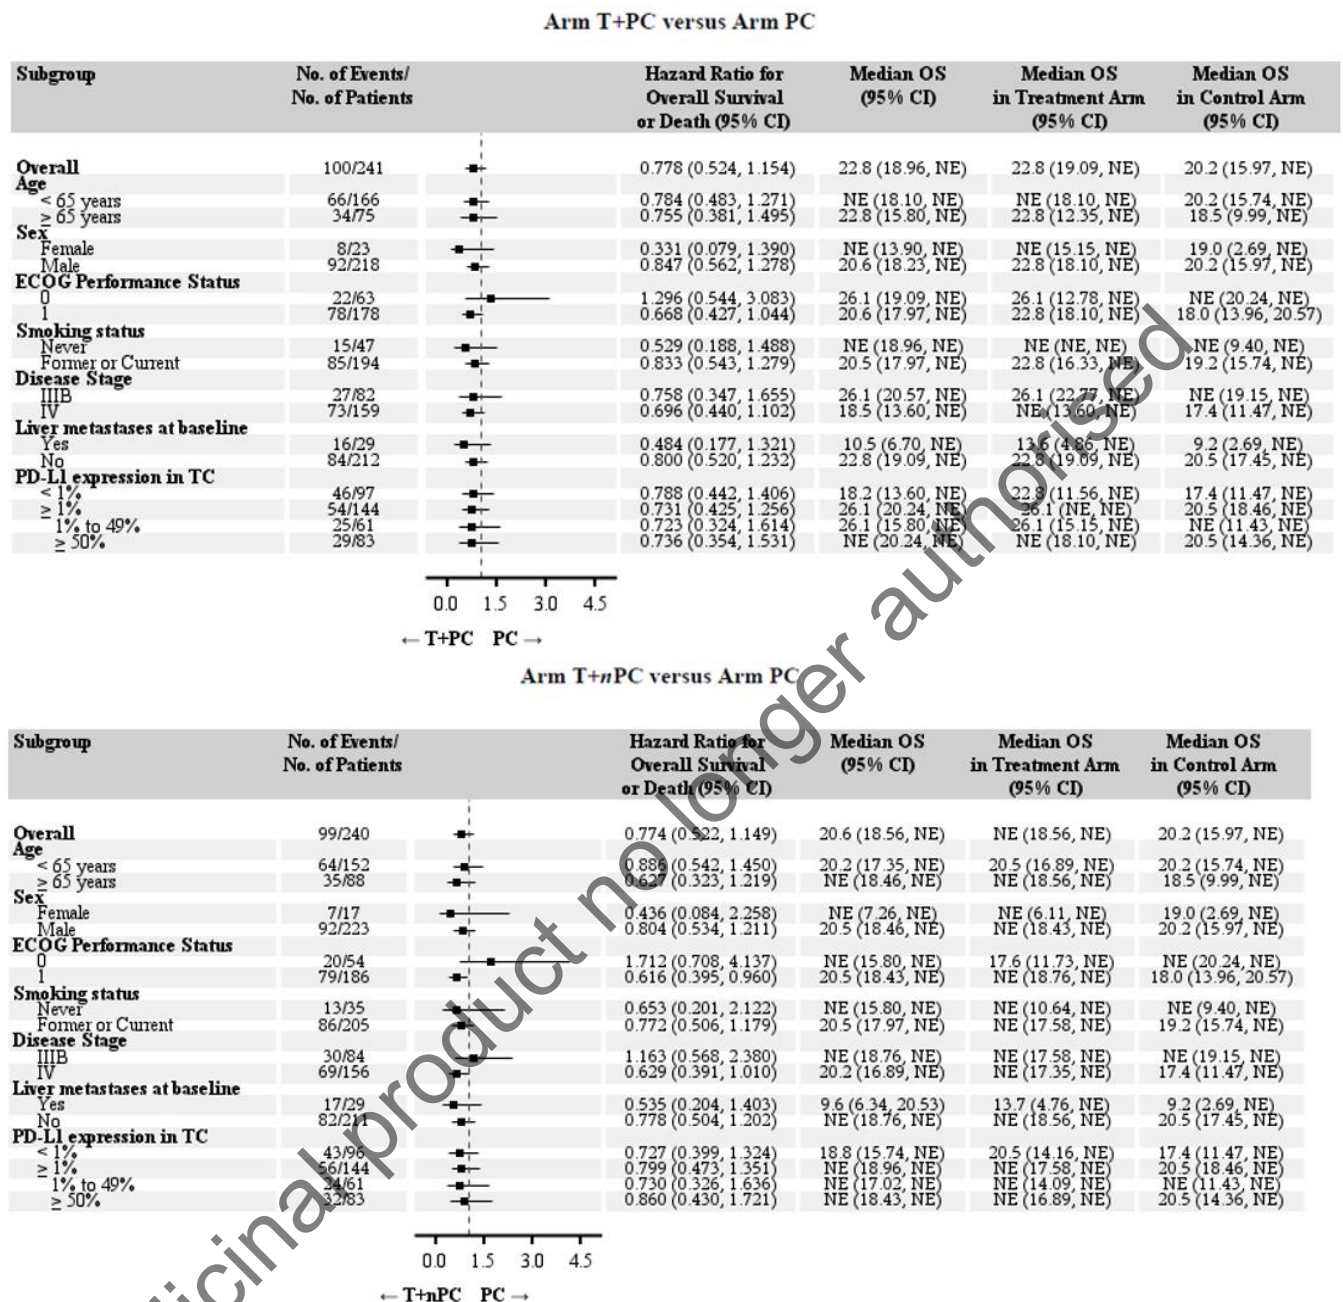 Arm T+PC versus Arm PC
Subgroup No. of Events/ Hazard Ratio for Median OS Median OS Median OS
No. of Patients Overall Survival (95% CI) in Treatment Arm in Control Arm
or Death (95% CI) (95% CI) (95% CI)
Overall 100/241 0.778 (0.524, 1.154) 22.8 (18.96, NE) 22.8 (19.09, NE) 20.2 (15.97, NE)
Age
< 65 years 66/166 0.784 (0.483, 1.271) NE (18.10, NE) NE (18.10, NE) 20.2 (15.74, NE)
≥ 65 years 34/75 0.755 (0.381, 1.495) 22.8 (15.80, NE) 22.8 (12.35, NE) 18.5 (9.99, NE)
Sex
Female 8/23 0.331 (0.079, 1.390) NE (13.90, NE) NE (15.15, NE) 19.0 (2.69, NE)
Male 92/218 0.847 (0.562, 1.278) 20.6 (18.23, NE) 22.8 (18.10, NE) 20.2 (15.97, NE)
ECOG Performance Status
0 22/63 1.296 (0.544, 3.083) 26.1 (19.09, NE) 26.1 (12.78, NE) NE (20.24, NE)
1 78/178 0.668 (0.427, 1.044) 20.6 (17.97, NE) 22.8 (18.10, NE) 18.0 (13.96, 20.57)
Smoking status
Never 15/47 0.529 (0.188, 1.488) NE (18.96, NE) NE (NE, NE) NE (9.40, NE)
Former or Current 85/194 0.833 (0.543, 1.279) 20.5 (17.97, NE) 22.8 (16.33, NE) 19.2 (15.74, NE)
Disease Stage
IIIB 27/82 0.758 (0.347, 1.655) 26.1 (20.57, NE) 26.1 (22.77, NE) NE (19.15, NE)
IV 73/159 0.696 (0.440, 1.102) 18.5 (13.60, NE) NE (13.60, NE) 17.4 (11.47, NE)
Liver metastases at baseline
Yes 16/29 0.484 (0.177, 1.321) 10.5 (6.70, NE) 13.6 (4.86, NE) 9.2 (2.69, NE)
No 84/212 0.800 (0.520, 1.232) 22.8 (19.09, NE) 22.8 (19.09, NE) 20.5 (17.45, NE)
PD-L1 expression in TC
< 1% 46/97 0.788 (0.442, 1.406) 18.2 (13.60, NE) 22.8 (11.56, NE) 17.4 (11.47, NE)
≥ 1% 54/144 0.731 (0.425, 1.256) 26.1 (20.24, NE) 26.1 (NE, NE) 20.5 (18.46, NE)
1% to 49% 25/61 0.723 (0.324, 1.614) 26.1 (15.80, NE) 26.1 (15.15, NE) NE (11.43, NE)
≥ 50% 29/83 0.736 (0.354, 1.531) NE (20.24, NE) NE (18.10, NE) 20.5 (14.36, NE)
0.0 1.5 3.0 4.5
← T+PC PC →
Arm T+nPC versus Arm PC
Subgroup No. of Events/ Hazard Ratio for Median OS Median OS Median OS
No. of Patients Overall Survival (95% CI) in Treatment Arm in Control Arm
or Death (95% CI) (95% CI) (95% CI)
Overall 99/240 0.774 (0.522, 1.149) 20.6 (18.56, NE) NE (18.56, NE) 20.2 (15.97, NE)
Age
< 65 years 64/152 0.886 (0.542, 1.450) 20.2 (17.35, NE) 20.5 (16.89, NE) 20.2 (15.74, NE)
≥ 65 years 35/88 0.627 (0.323, 1.219) NE (18.46, NE) NE (18.56, NE) 18.5 (9.99, NE)
Sex
Female 7/17 0.436 (0.084, 2.258) NE (7.26, NE) NE (6.11, NE) 19.0 (2.69, NE)
Male 92/223 0.804 (0.534, 1.211) 20.5 (18.46, NE) NE (18.43, NE) 20.2 (15.97, NE)
ECOG Performance Status
0 20/54 1.712 (0.708, 4.137) NE (15.80, NE) 17.6 (11.73, NE) NE (20.24, NE)
1 79/186 0.616 (0.395, 0.960) 20.5 (18.43, NE) NE (18.76, NE) 18.0 (13.96, 20.57)
Smoking status
Never 13/35 0.653 (0.201, 2.122) NE (15.80, NE) NE (10.64, NE) NE (9.40, NE)
Former or Current 86/205 0.772 (0.506, 1.179) 20.5 (17.97, NE) NE (17.58, NE) 19.2 (15.74, NE)
Disease Stage
IIIB 30/84 1.163 (0.568, 2.380) NE (18.76, NE) NE (17.58, NE) NE (19.15, NE)
IV 69/156 0.629 (0.391, 1.010) 20.2 (16.89, NE) NE (17.35, NE) 17.4 (11.47, NE)
Liver metastases at baseline
Yes 17/29 0.535 (0.204, 1.403) 9.6 (6.34, 20.53) 13.7 (4.76, NE) 9.2 (2.69, NE)
No 82/211 0.778 (0.504, 1.202) NE (18.76, NE) NE (18.56, NE) 20.5 (17.45, NE)
PD-L1 expression in TC
< 1% 43/96 0.727 (0.399, 1.324) 18.8 (15.74, NE) 20.5 (14.16, NE) 17.4 (11.47, NE)
≥ 1% 56/144 0.799 (0.473, 1.351) NE (18.96, NE) NE (17.58, NE) 20.5 (18.46, NE)
1% to 49% 24/61 0.730 (0.326, 1.636) NE (17.02, NE) NE (14.09, NE) NE (11.43, NE)
≥ 50% 32/83 0.860 (0.430, 1.721) NE (18.43, NE) NE (16.89, NE) 20.5 (14.36, NE)
0.0 1.5 3.0 4.5
← T+nPC PC →
dicinal product no longer authorised